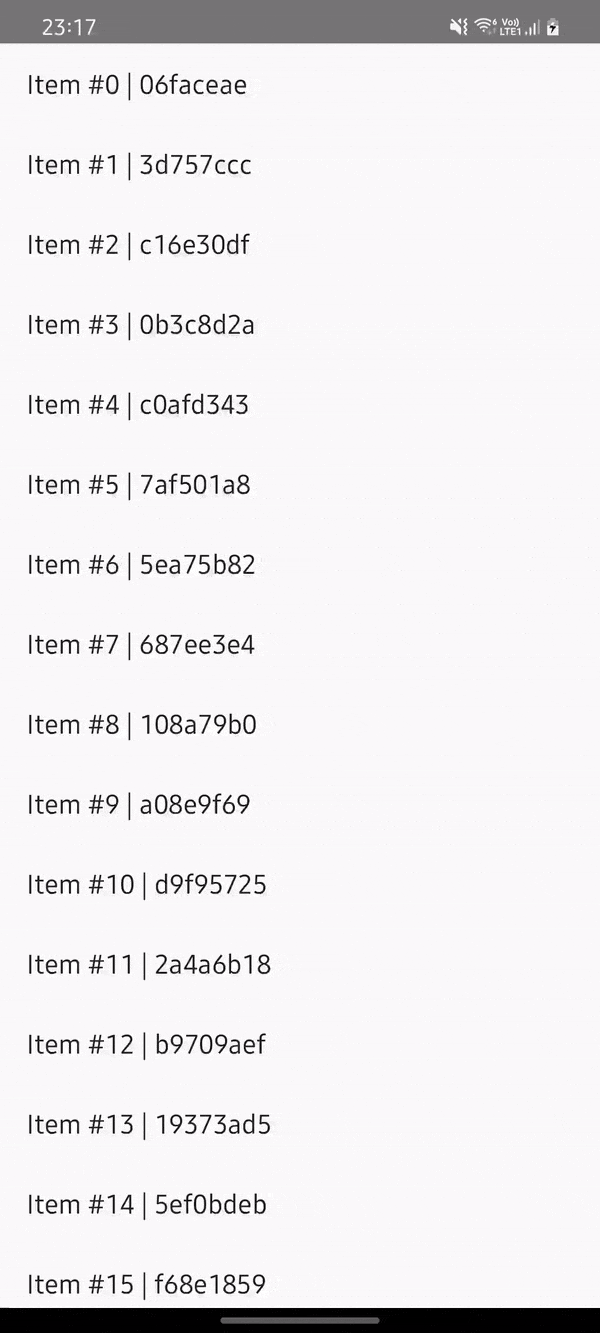 23:17 Vo)) LTE1
Item #0 | 06faceae
Item #1 | 3d757ccc
Item #2 | c16e30df
Item #3 | 0b3c8d2a
Item #4 | c0afd343
Item #5 | 7af501a8
Item #6 | 5ea75b82
Item #7 | 687ee3e4
Item #8 | 108a79b0
Item #9 | a08e9f69
Item #10 | d9f95725
Item #11 | 2a4a6b18
Item #12 | b9709aef
Item #13 | 19373ad5
Item #14 | 5ef0bdeb
Item #15 | f68e1859